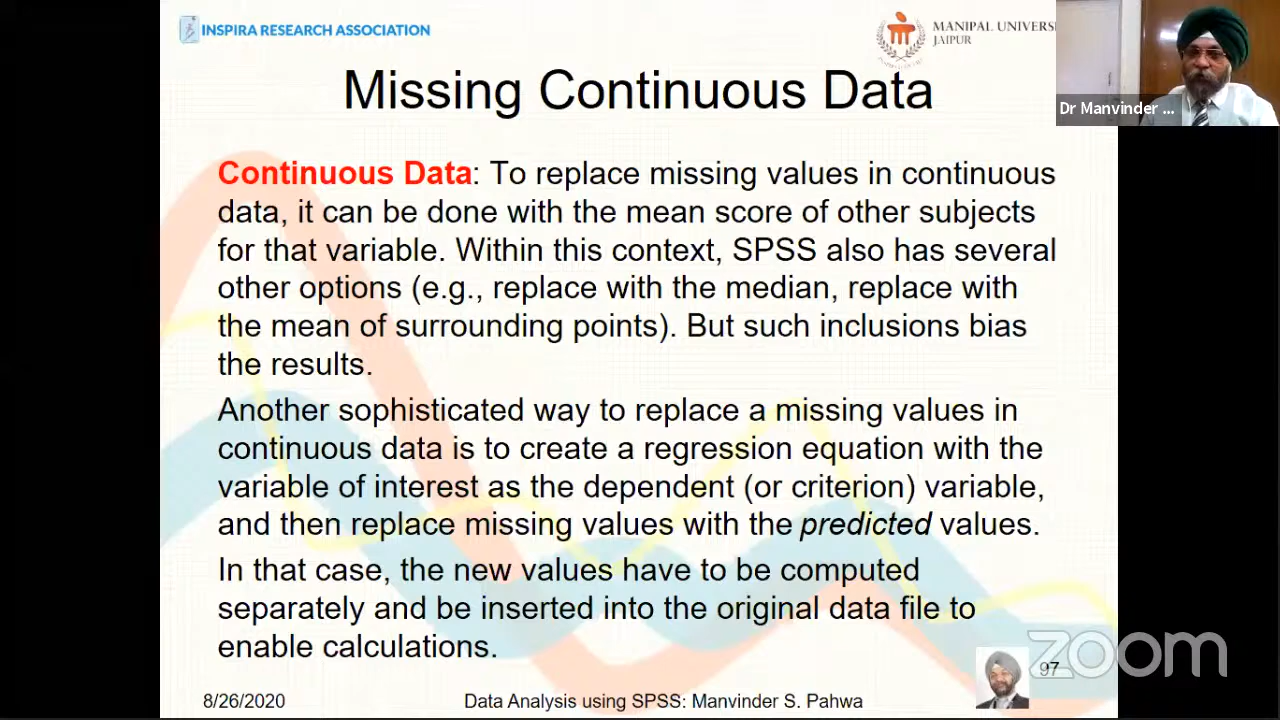 INSPIRA RESEARCH ASSOCIATION
MANIPAL UNIVERSI
JAIPUR
Missing Continuous Data
Dr Manvinder ...
Continuous Data: To replace missing values in continuous
data, it can be done with the mean score of other subjects
for that variable. Within this context, SPSS also has several
other options (e.g., replace with the median, replace with
the mean of surrounding points). But such inclusions bias
the results.
Another sophisticated way to replace a missing values in
continuous data is to create a regression equation with the
variable of interest as the dependent (or criterion) variable,
and then replace missing values with the predicted values.
In that case, the new values have to be computed
separately and be inserted into the original data file to
enable calculations.
zoom
97
8/26/2020
Data Analysis using SPSS: Manvinder S. Pahwa